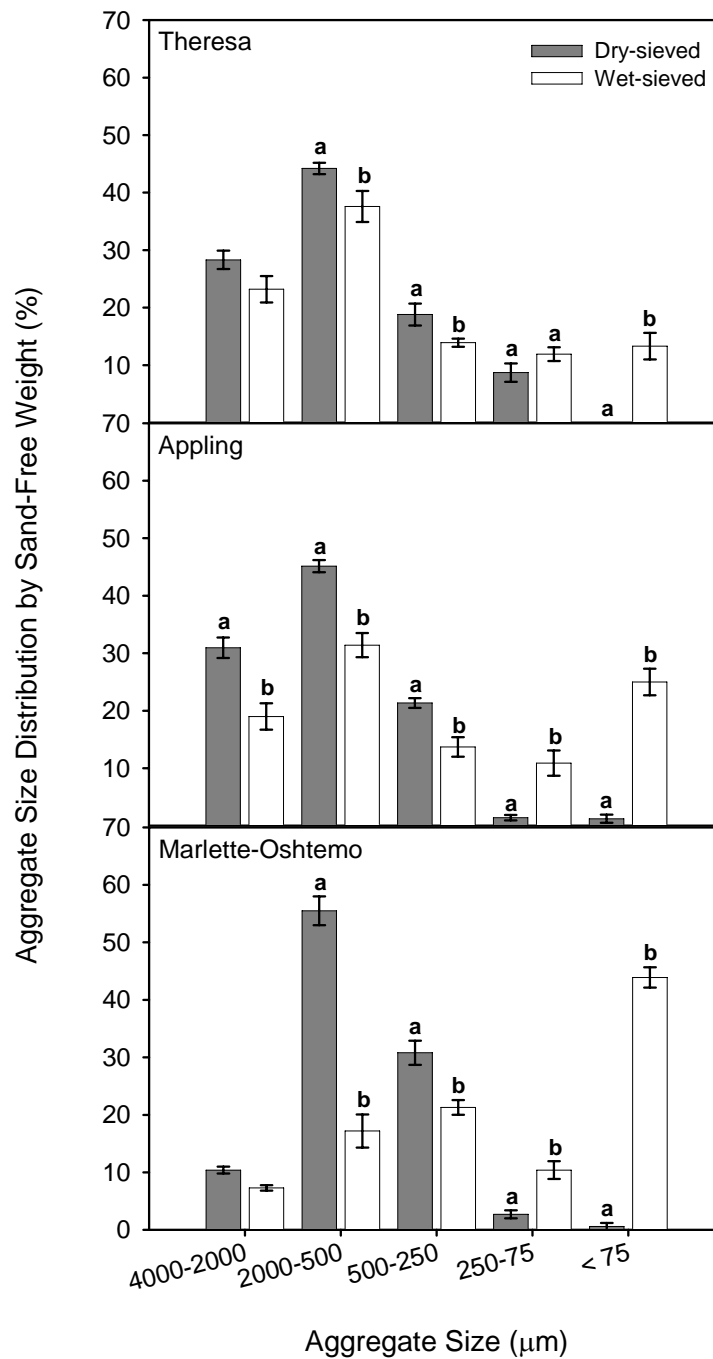 Aggregate Size Distribution by Sand-Free Weight (%)
70
Theresa
Dry-sieved
Wet-sieved
60
50
a
b
40
30
a
20
b
a
a
b
10
a
70
Appling
60
a
50
40
a
b
30
b
a
b
20
b
b
10
a
a
70
Marlette-Oshtemo
a
60
50
b
40
a
30
b
b
20
b
10
a
a
0
4000-2000
2000-500
500-250
250-75
< 75
Aggregate Size (μm)